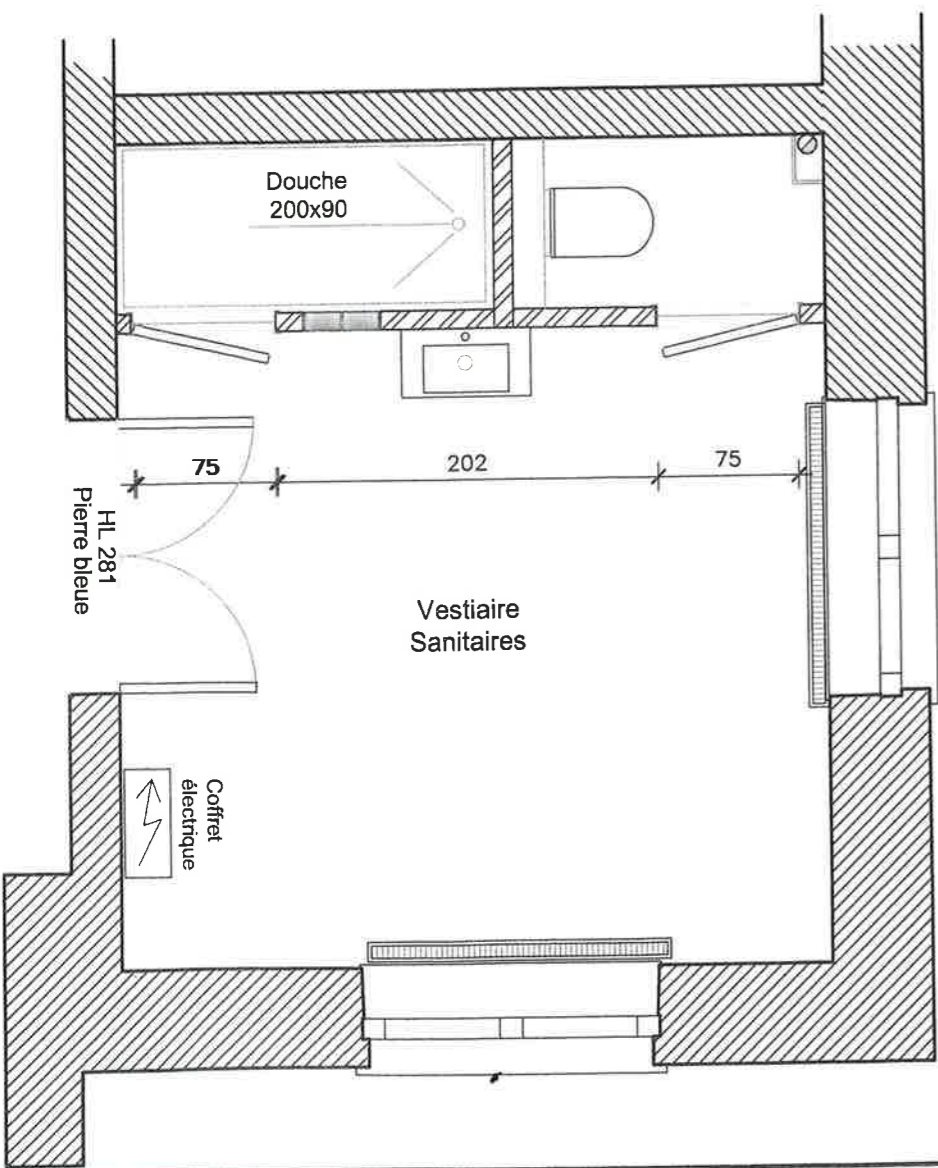 Douche
200x90
75
202
75
HL 281
Pierre bleue
Vestiaire
Sanitaires
Coffret
électrique